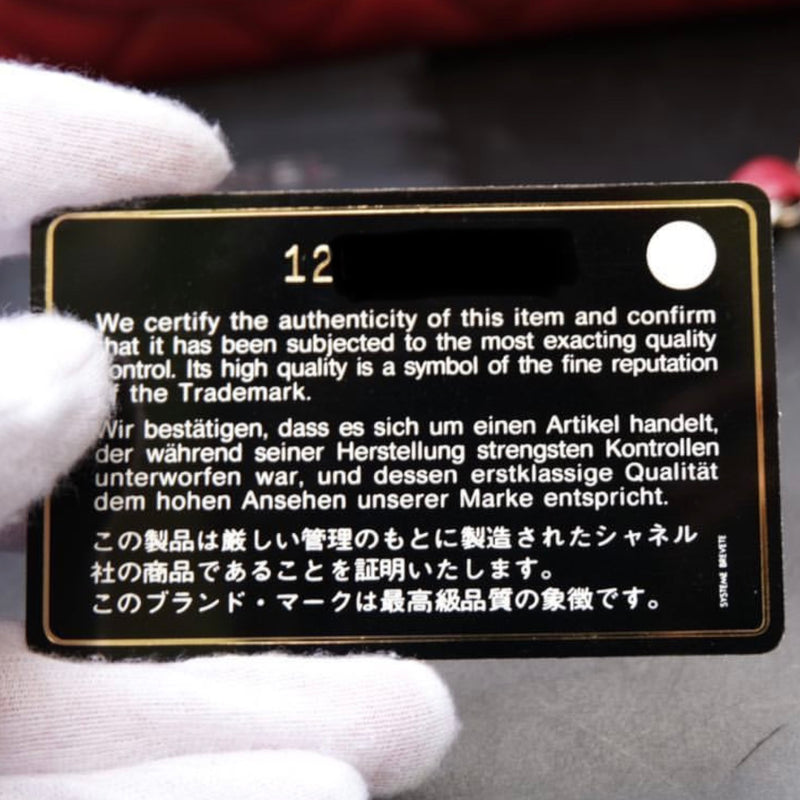 12
We certify the authenticity of this item and confirm
hat it has been subjected to the most exacting quality
ontrol. Its high quality is a symbol of the fine reputation
f the Trademark.
Wir bestätigen, dass es sich um einen Artikel handelt,
der während seiner Herstellung strengsten Kontrollen
unterworfen war, und dessen erstklassige Qualität
dem hohen Ansehen unserer Marke entspricht.
この製品は厳しい管理のもとに製造されたシャネル
社の商品であることを証明いたします。
このブランド・マークは最高級品質の象徴です。
SYSTEME BREVETE